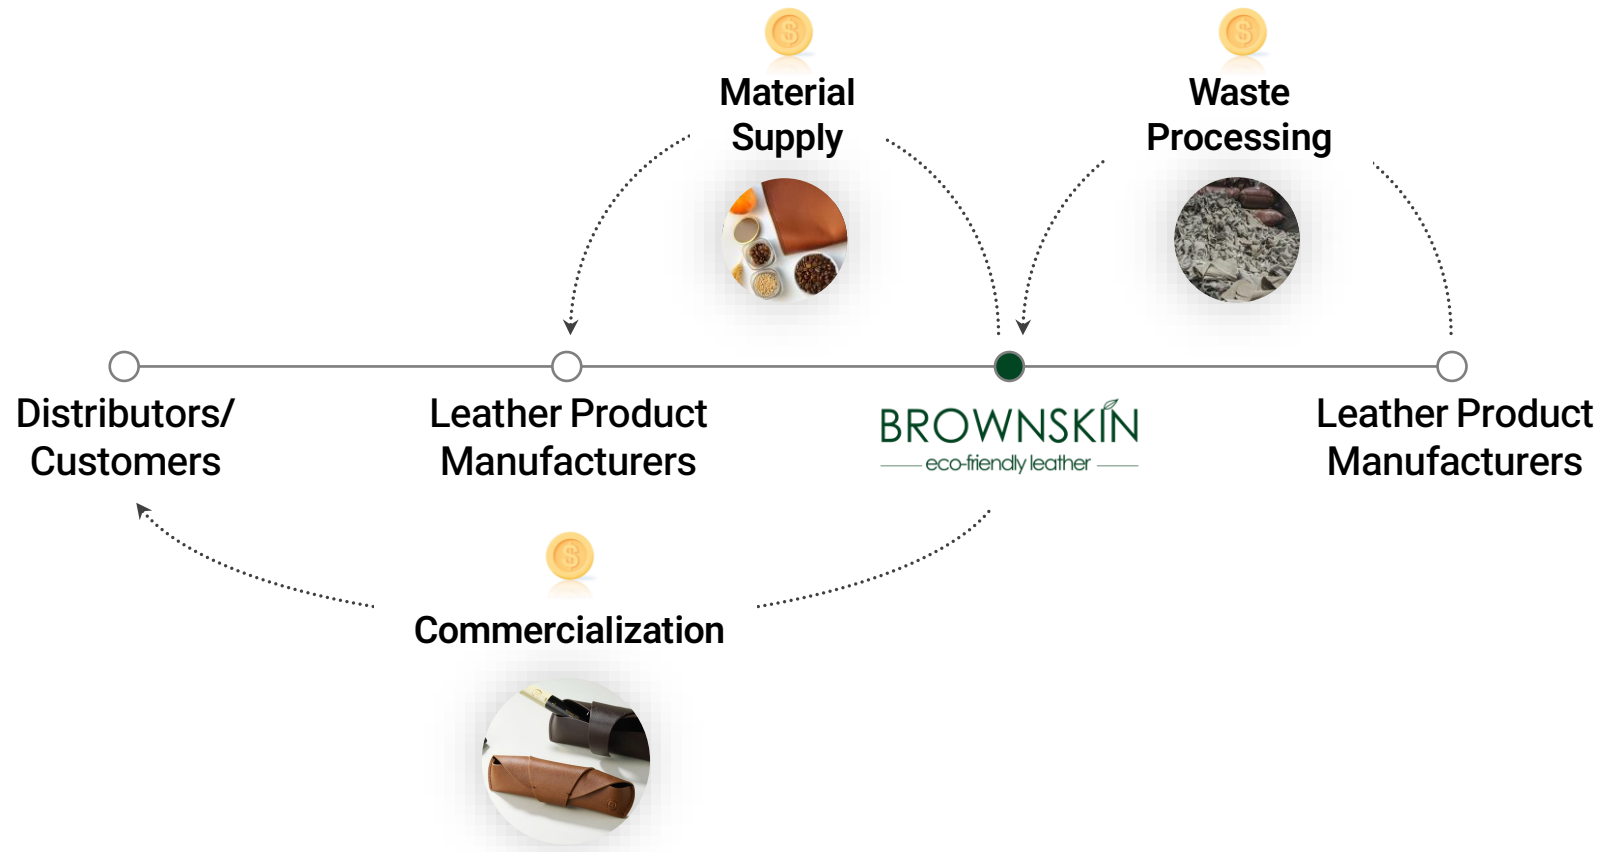 Material
Supply
Waste
Processing
Distributors/
Customers
Leather Product
Manufacturers
BROWNSKIN
eco-friendly leather
Leather Product
Manufacturers
Commercialization